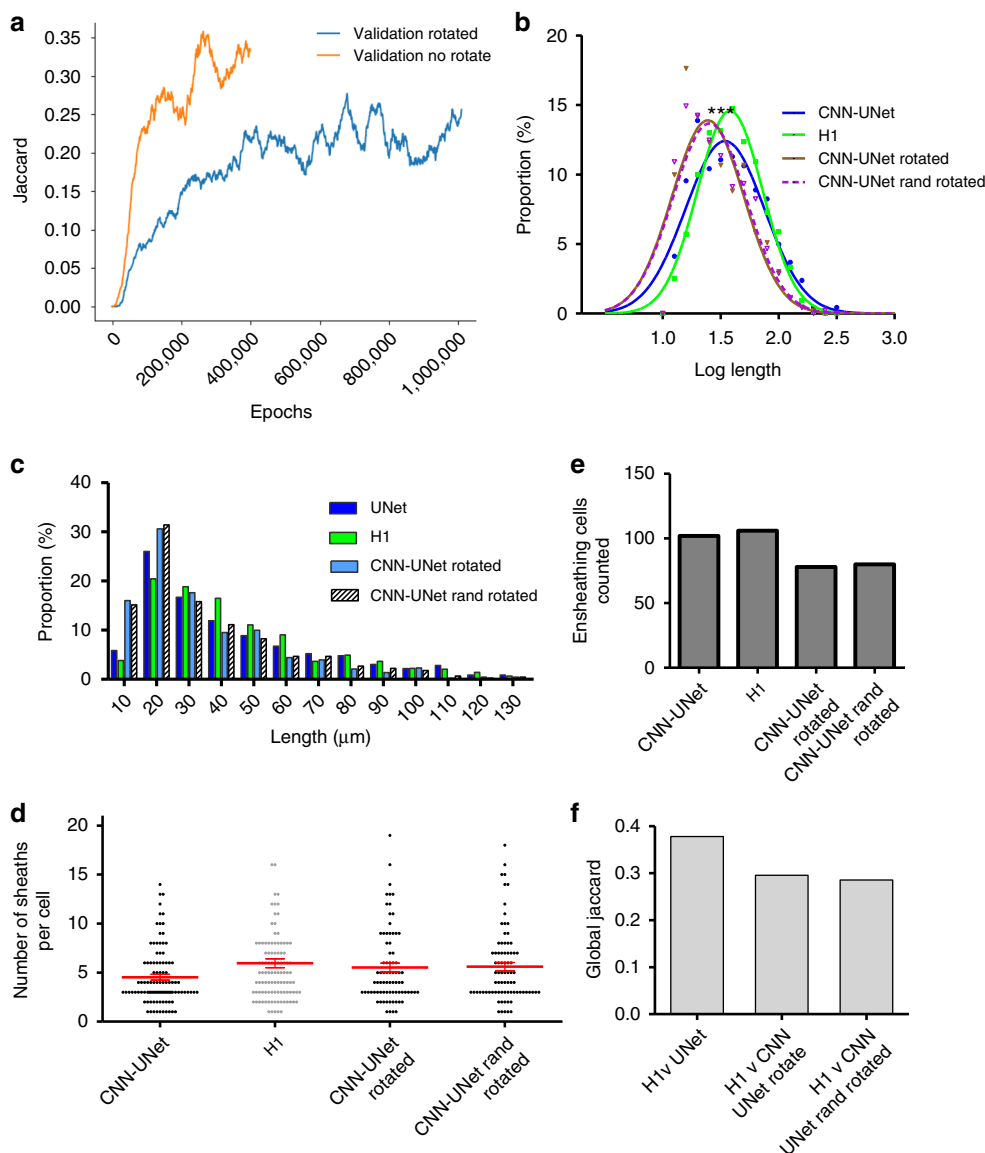 a
Jaccard
0.35
0.30
0.25
0.20
0.15
0.10
0.05
0.00
Validation rotated
Validation no rotate
0
200,000
400,000
600,000
800,000
1,000,000
Epochs
b
Proportion (%)
20
15
10
5
0
***
CNN-UNet
H1
CNN-UNet rotated
CNN-UNet rand rotated
1.0
1.5
2.0
2.5
3.0
Log length
c
Proportion (%)
40
30
20
10
0
UNet
H1
CNN-UNet rotated
CNN-UNet rand rotated
10
20
30
40
50
60
70
80
90
100
110
120
130
Length (μm)
e
Ensheathing cells
counted
150
100
50
0
CNN-UNet
H1
CNN-UNet
rotated
CNN-UNet rand
rotated
d
Number of sheaths
per cell
20
15
10
5
0
CNN-UNet
H1
CNN-UNet
rotated
CNN-UNet rand
rotated
f
Global jaccard
0.4
0.3
0.2
0.1
0.0
H1v UNet
H1 v CNN
UNet rotate
H1 v CNN
UNet rand rotated